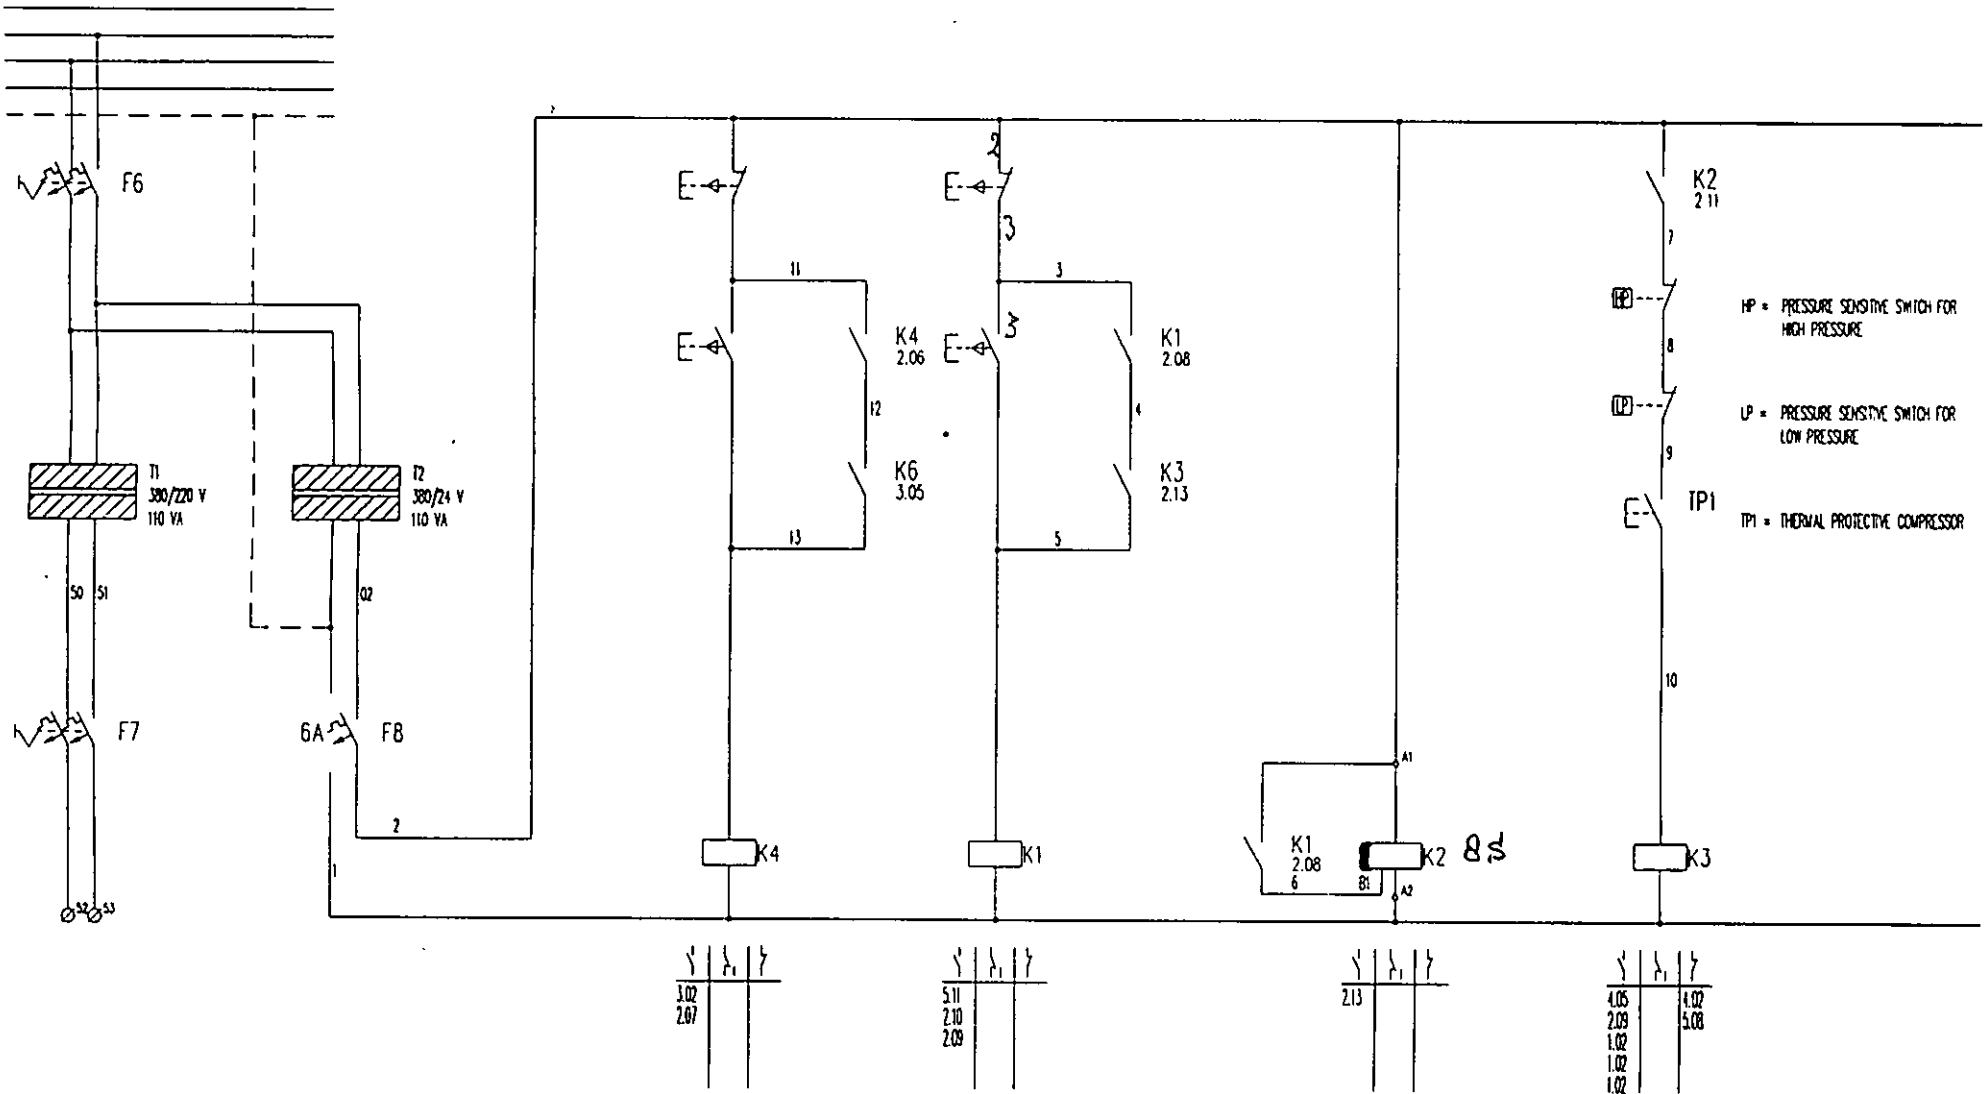 F6
T1
380/220 V
110 VA
T2
380/24 V
110 VA
50
51
02
F7
6A
F8
52
53
1
2
11
K4
2.06
12
K6
3.05
13
K4
2
3
3
3
K1
2.08
4
K3
2.13
5
K1
A1
K1
2.08
6
B1
K2
8S
A2
K2
2.11
7
HP
HP = PRESSURE SENSITIVE SWITCH FOR
HIGH PRESSURE
8
LP
LP = PRESSURE SENSITIVE SWITCH FOR
LOW PRESSURE
9
TP1
TP1 = THERMAL PROTECTIVE COMPRESSOR
10
K3
3.02
2.07
5.11
2.10
2.09
2.13
4.05 4.02
2.09 5.08
1.02
1.02
1.02